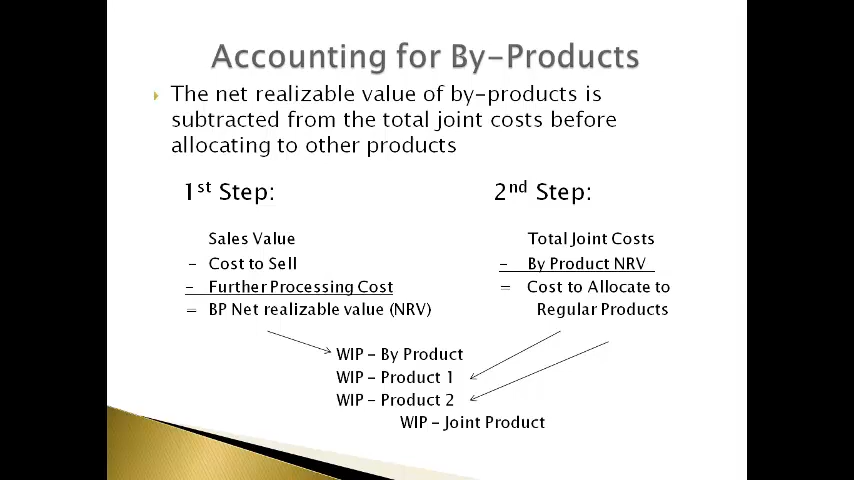 Accounting for By-Products
The net realizable value of by-products is
subtracted from the total joint costs before
allocating to other products
1st Step:
2nd Step:
Sales Value
- Cost to Sell
- Further Processing Cost
= BP Net realizable value (NRV)
Total Joint Costs
- By Product NRV
= Cost to Allocate to
Regular Products
WIP - By Product
WIP - Product 1
WIP - Product 2
WIP - Joint Product